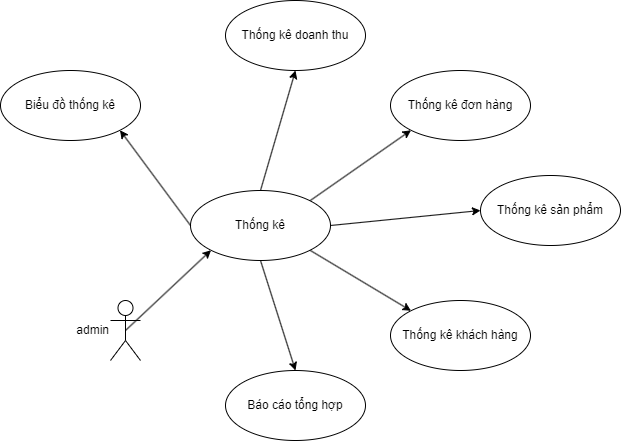 Thống kê doanh thu
Biểu đồ thống kê
Thống kê đơn hàng
Thống kê sản phẩm
Thống kê
admin
Thống kê khách hàng
Báo cáo tổng hợp